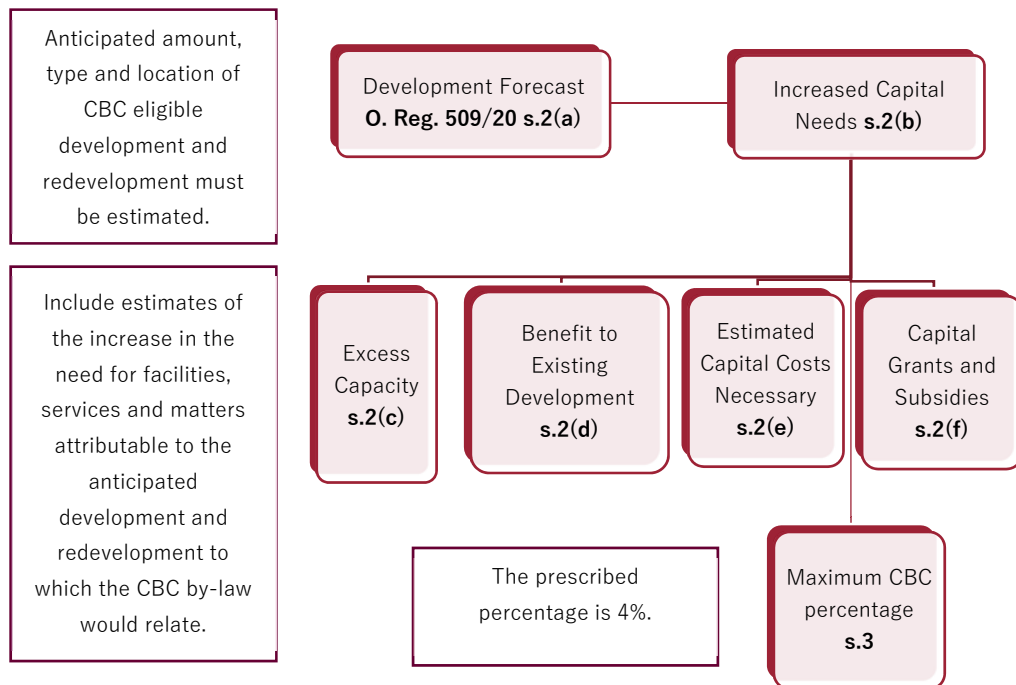 Anticipated amount,
type and location of
CBC eligible
development and
redevelopment must
be estimated.
Development Forecast
O. Reg. 509/20 s.2(a)
Increased Capital
Needs s.2(b)
Include estimates of
the increase in the
need for facilities,
services and matters
attributable to the
anticipated
development and
redevelopment to
which the CBC by-law
would relate.
Excess
Capacity
s.2(c)
Benefit to
Existing
Development
s.2(d)
Estimated
Capital Costs
Necessary
s.2(e)
Capital
Grants and
Subsidies
s.2(f)
The prescribed
percentage is 4%.
Maximum CBC
percentage
s.3